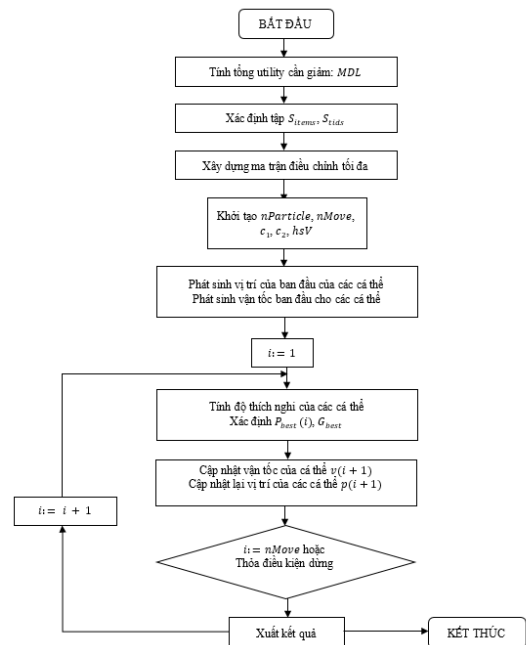 BẮT ĐẦU
Tính tổng utility cần giảm: MDL
Xác định tập S_items, S_tids
Xây dựng ma trận điều chỉnh tối đa
Khởi tạo nParticle, nMove,
c₁, c₂, hsV
Phát sinh vị trí của ban đầu của các cá thể
Phát sinh vận tốc ban đầu cho các cá thể
i: = 1
Tính độ thích nghi của các cá thể
Xác định P_best (i), G_best
Cập nhật vận tốc của cá thể v(i + 1)
Cập nhật lại vị trí của các cá thể p(i + 1)
i: = i + 1
i: = nMove hoặc
Thỏa điều kiện dừng
Xuất kết quả
KẾT THÚC